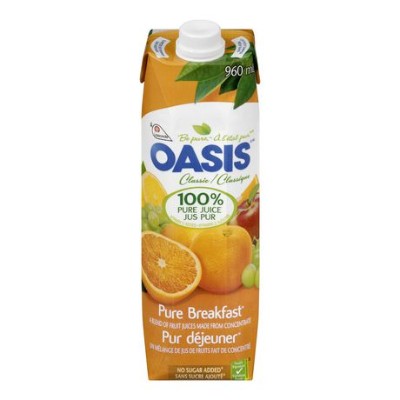 960 mL
Be pure.· À l'état pur.
OASIS
Classic / Classique
100%
PURE JUICE
JUS PUR
Pure Breakfast*
A BLEND OF FRUIT JUICES MADE FROM CONCENTRATE
Pur déjeuner*
UN MÉLANGE DE JUS DE FRUITS FAIT DE CONCENTRÉ
NO SUGAR ADDED*
SANS SUCRE AJOUTÉ*